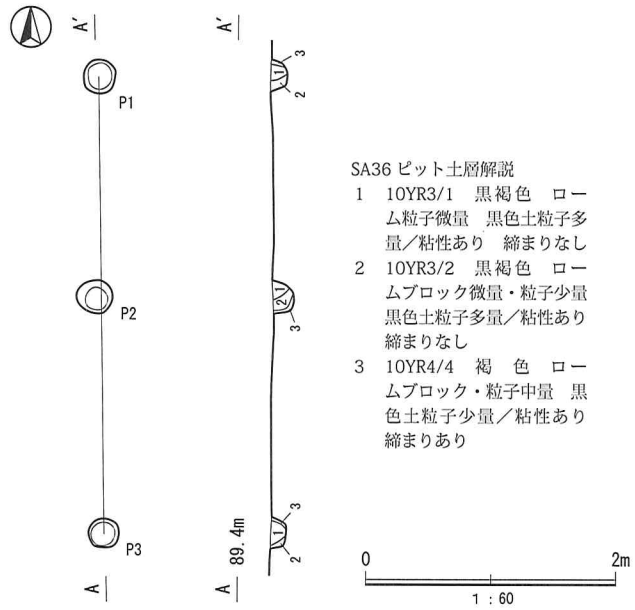 A′
A′
P1
3
1
2
P2
1
2
3
P3
3
1
2
A
A
89.4m
SA36 ピット土層解説
1 10YR3/1 黒褐色 ロー
ム粒子微量 黒色土粒子多
量／粘性あり 締まりなし
2 10YR3/2 黒褐色 ロー
ムブロック微量・粒子少量
黒色土粒子多量／粘性あり
締まりなし
3 10YR4/4 褐色 ロー
ムブロック・粒子中量 黒
色土粒子少量／粘性あり
締まりあり
0 2m
1 : 60